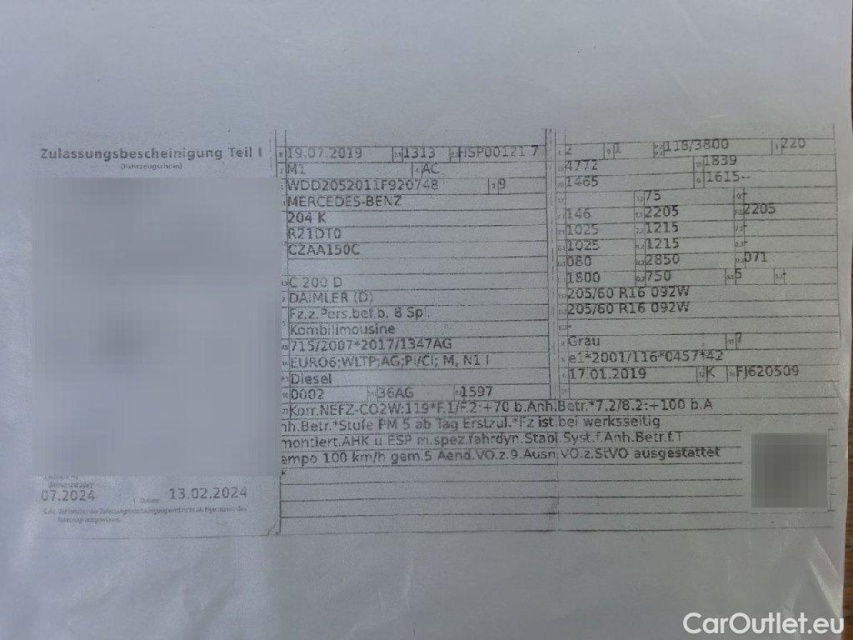 Zulassungsbescheinigung Teil I
(Fahrzeugschein)
07.2024 13.02.2024
19.07.2019 1313 HSP00121 7
M1 AC
WDD2052011F920748 9
MERCEDES-BENZ
204 K
R21DT0
CZAA150C
C 200 D
DAIMLER (D)
Fz.z.Pers.bef.b. 8 Spl.
Kombilimousine
715/2007*2017/1347AG
EURO6;WLTP;AG;PI/CI; M, N1 I
Diesel
0002 36AG 1597
2 1 118/3800 220
4772 1839
1465 1615--
75
146 2205 2205
1025 1215
1025 1215
080 2850 071
1800 750 5
205/60 R16 092W
205/60 R16 092W
Grau 7
e1*2001/116*0457*42
17.01.2019 K FJ620509
Korr.NEFZ-CO2W:119*F.1/F.2:+70 b.Anh.Betr.*7.2/8.2:+100 b.A
nh.Betr.*Stufe PM 5 ab Tag Erstzul.*Fz ist bei werksseitig
montiert.AHK u.ESP m.spez.fahrdyn.Stabl.Syst.f.Anh.Betr.f.T
empo 100 km/h gem.5 Aend.VO.z.9.Ausn.VO.z.StVO ausgestattet
CarOutlet.eu